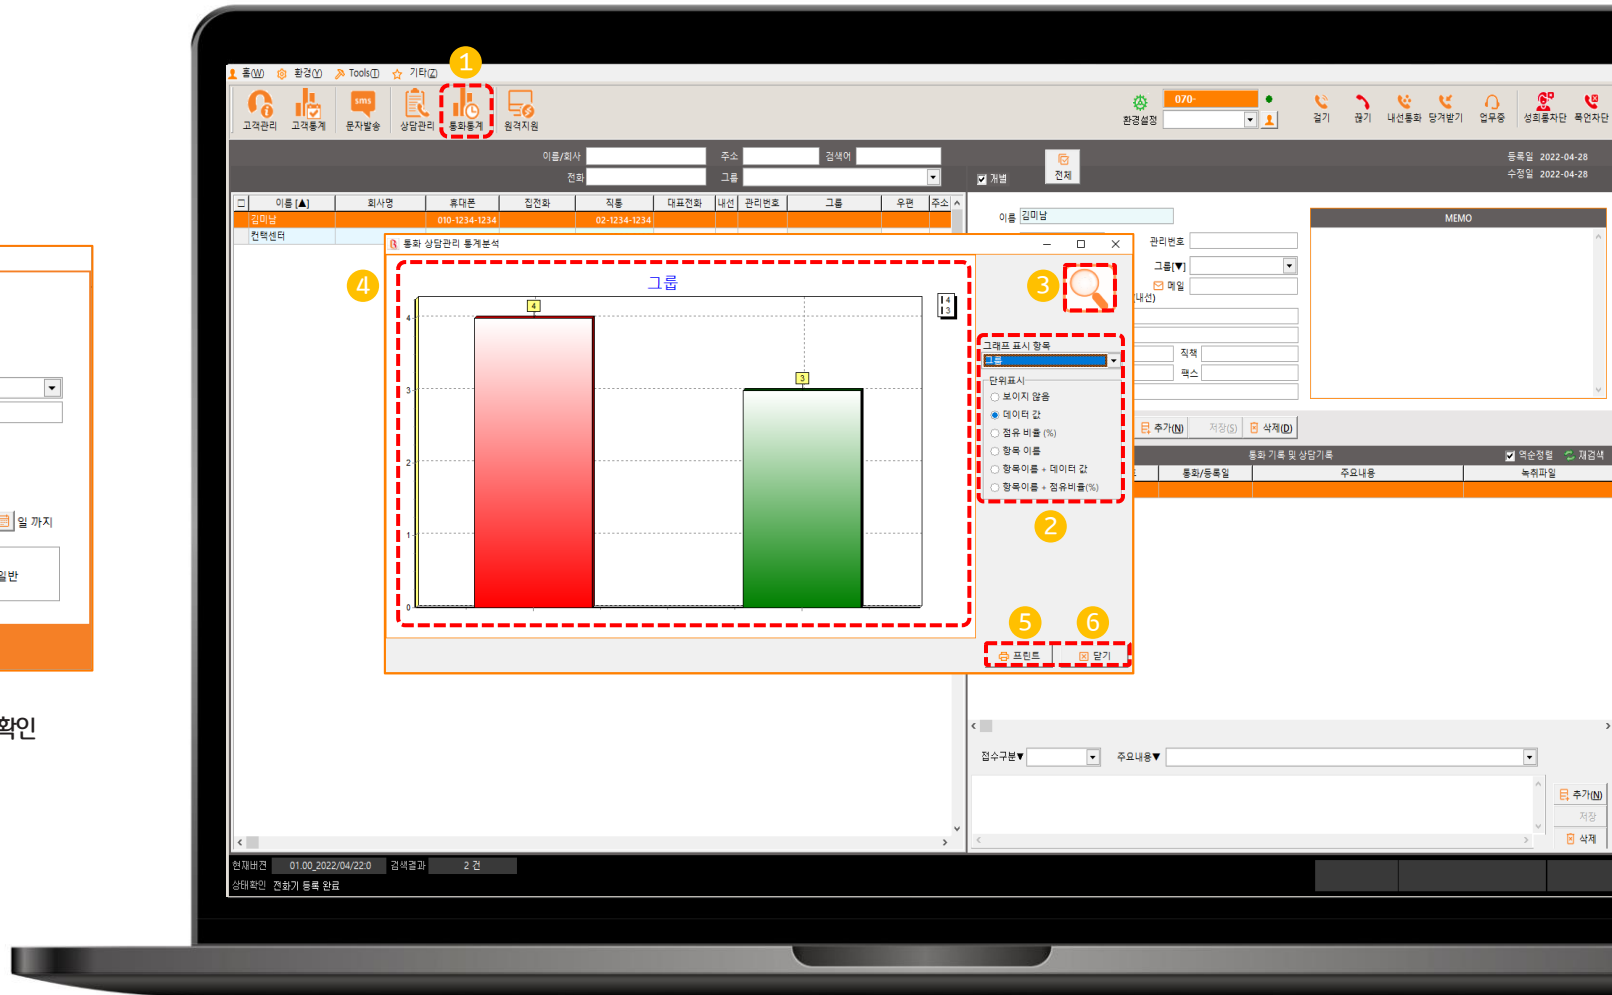 1
홈(W) 환경(Y) Tools(T) 기타(Z)
sms
고객관리 고객통계 문자발송 상담관리 통화통계 원격지원
070-
환경설정
걸기 끊기 내선통화 당겨받기 업무중 성희롱차단 폭언차단
이름/회사 주소 검색어
전화 그룹
개별 전체
등록일 2022-04-28
수정일 2022-04-28
이름 [▲] 회사명 휴대폰 집전화 직통 대표전화 내선 관리번호 그룹 우편 주소
김미남 010-1234-1234 02-1234-1234
컨택센터
이름 김미남
MEMO
관리번호
그룹[▼]
메일
내선)
직책
팩스
추가(N) 저장(S) 삭제(D)
통화 기록 및 상담기록 역순정렬 재검색
통화/등록일 주요내용 녹취파일
통화 상담관리 통계분석
4
그룹
4
3
2
1
0
4
3
4
3
3
그래프 표시 항목
그룹
단위표시
보이지 않음
데이터 값
점유 비율 (%)
항목 이름
항목이름 + 데이터 값
항목이름 + 점유비율(%)
2
5 6
프린트 닫기
일 까지
일반
확인
접수구분▼ 주요내용▼
추가(N)
저장
삭제
현재버전 01.00_2022/04/22:0 검색결과 2 건
상태확인 전화기 등록 완료